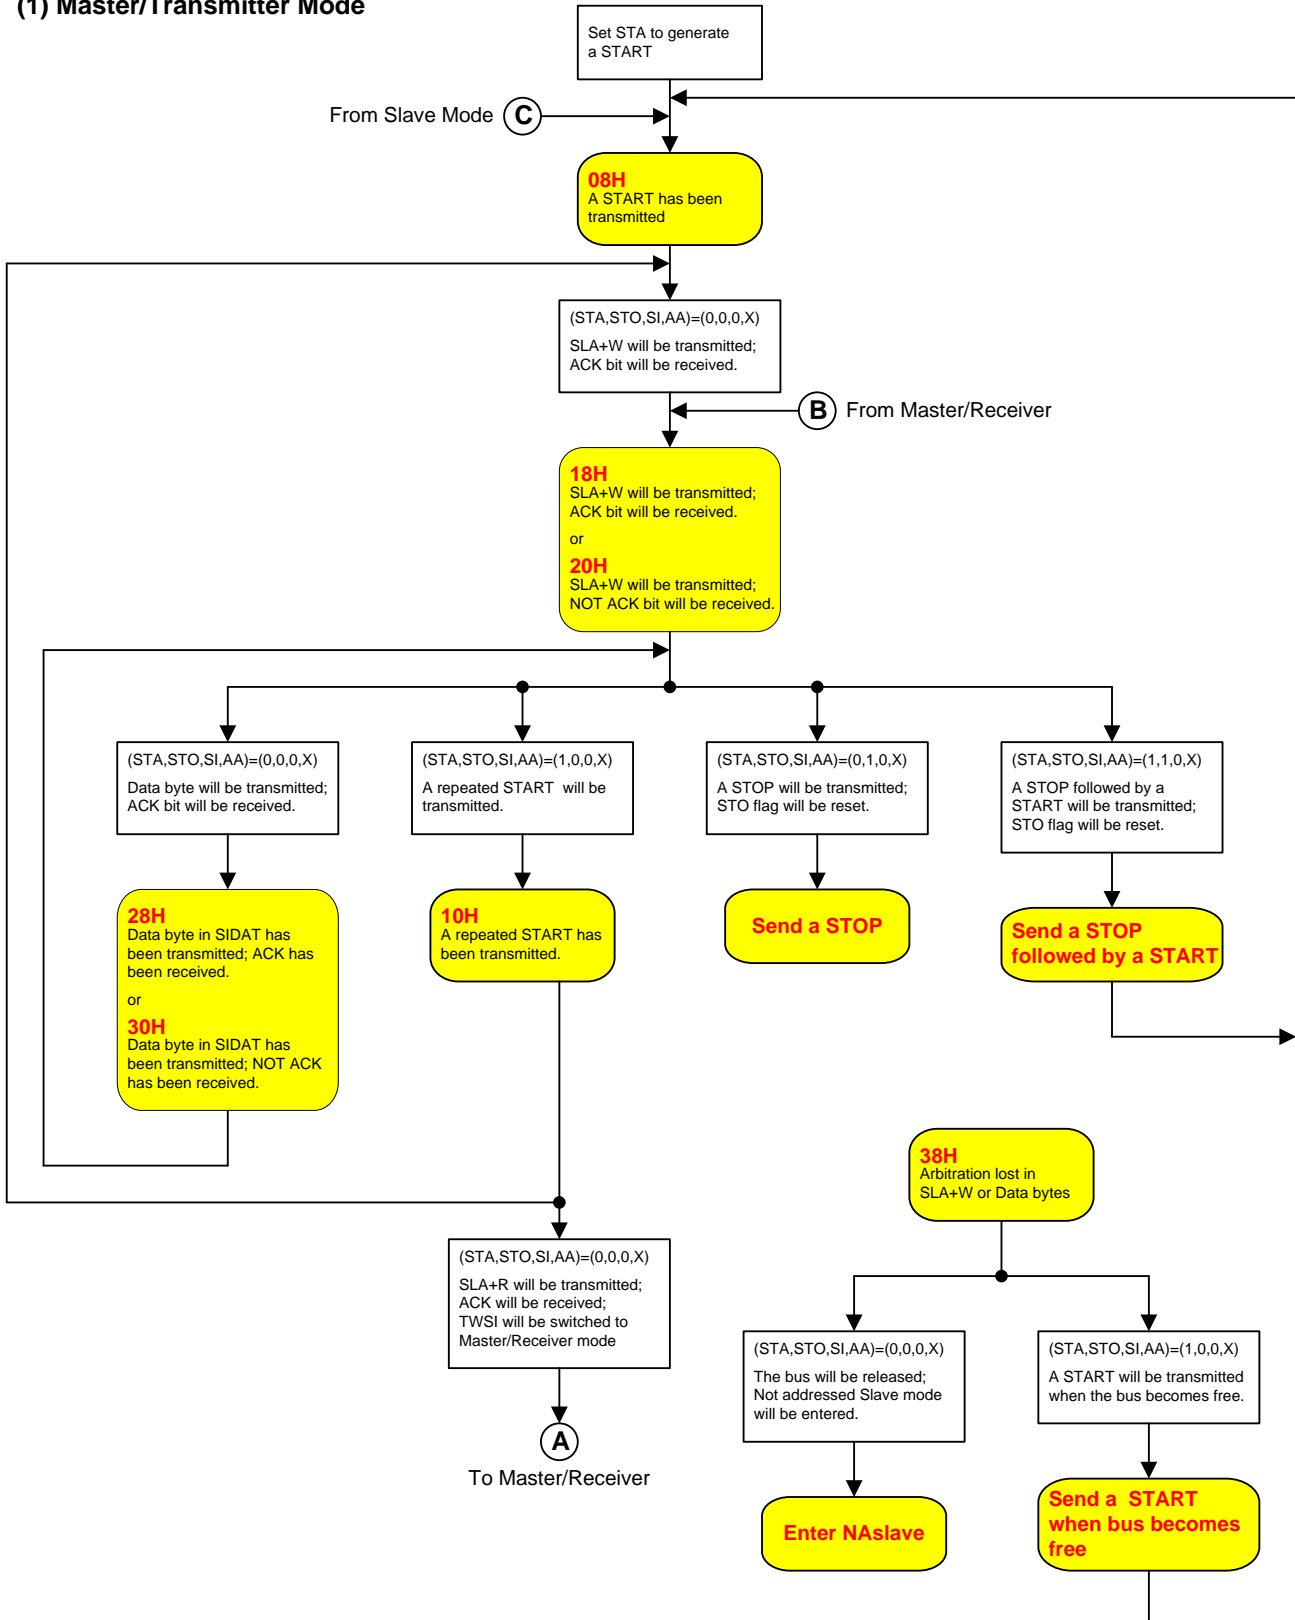 (1) Master/Transmitter Mode
Set STA to generate
a START
From Slave Mode
C
08H
A START has been
transmitted
(STA,STO,SI,AA)=(0,0,0,X)
SLA+W will be transmitted;
ACK bit will be received.
B
From Master/Receiver
18H
SLA+W will be transmitted;
ACK bit will be received.
or
20H
SLA+W will be transmitted;
NOT ACK bit will be received.
(STA,STO,SI,AA)=(0,0,0,X)
Data byte will be transmitted;
ACK bit will be received.
(STA,STO,SI,AA)=(1,0,0,X)
A repeated START will be
transmitted.
(STA,STO,SI,AA)=(0,1,0,X)
A STOP will be transmitted;
STO flag will be reset.
(STA,STO,SI,AA)=(1,1,0,X)
A STOP followed by a
START will be transmitted;
STO flag will be reset.
28H
Data byte in SIDAT has
been transmitted; ACK has
been received.
or
30H
Data byte in SIDAT has
been transmitted; NOT ACK
has been received.
10H
A repeated START has
been transmitted.
Send a STOP
Send a STOP
followed by a START
38H
Arbitration lost in
SLA+W or Data bytes
(STA,STO,SI,AA)=(0,0,0,X)
SLA+R will be transmitted;
ACK will be received;
TWSI will be switched to
Master/Receiver mode
A
To Master/Receiver
(STA,STO,SI,AA)=(0,0,0,X)
The bus will be released;
Not addressed Slave mode
will be entered.
(STA,STO,SI,AA)=(1,0,0,X)
A START will be transmitted
when the bus becomes free.
Enter NAslave
Send a START
when bus becomes
free